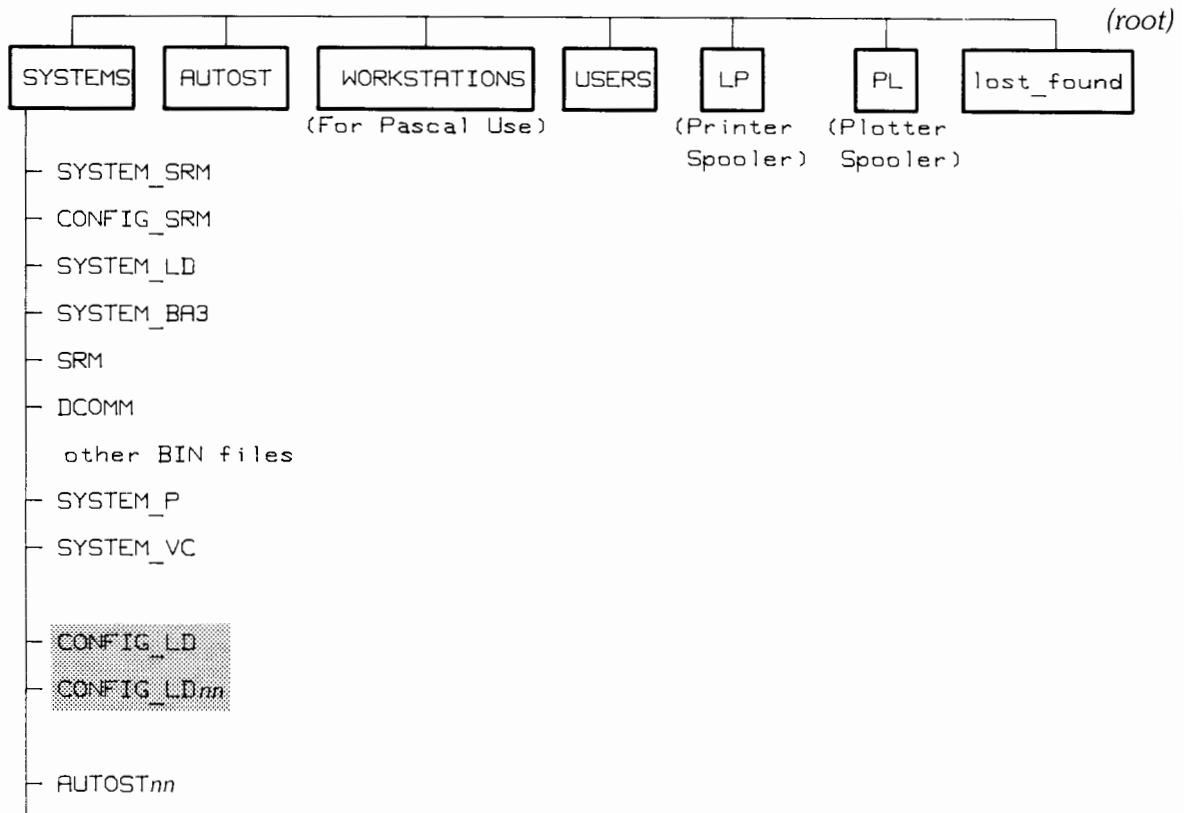 (root)
SYSTEMS AUTOST WORKSTATIONS USERS LP PL lost_found
(For Pascal Use) (Printer Spooler) (Plotter Spooler)
SYSTEM_SRM
CONFIG_SRM
SYSTEM_LD
SYSTEM_BA3
SRM
DCOMM
other BIN files
SYSTEM_P
SYSTEM_VC
CONFIG_LD
CONFIG_LDnn
AUTOSTnn